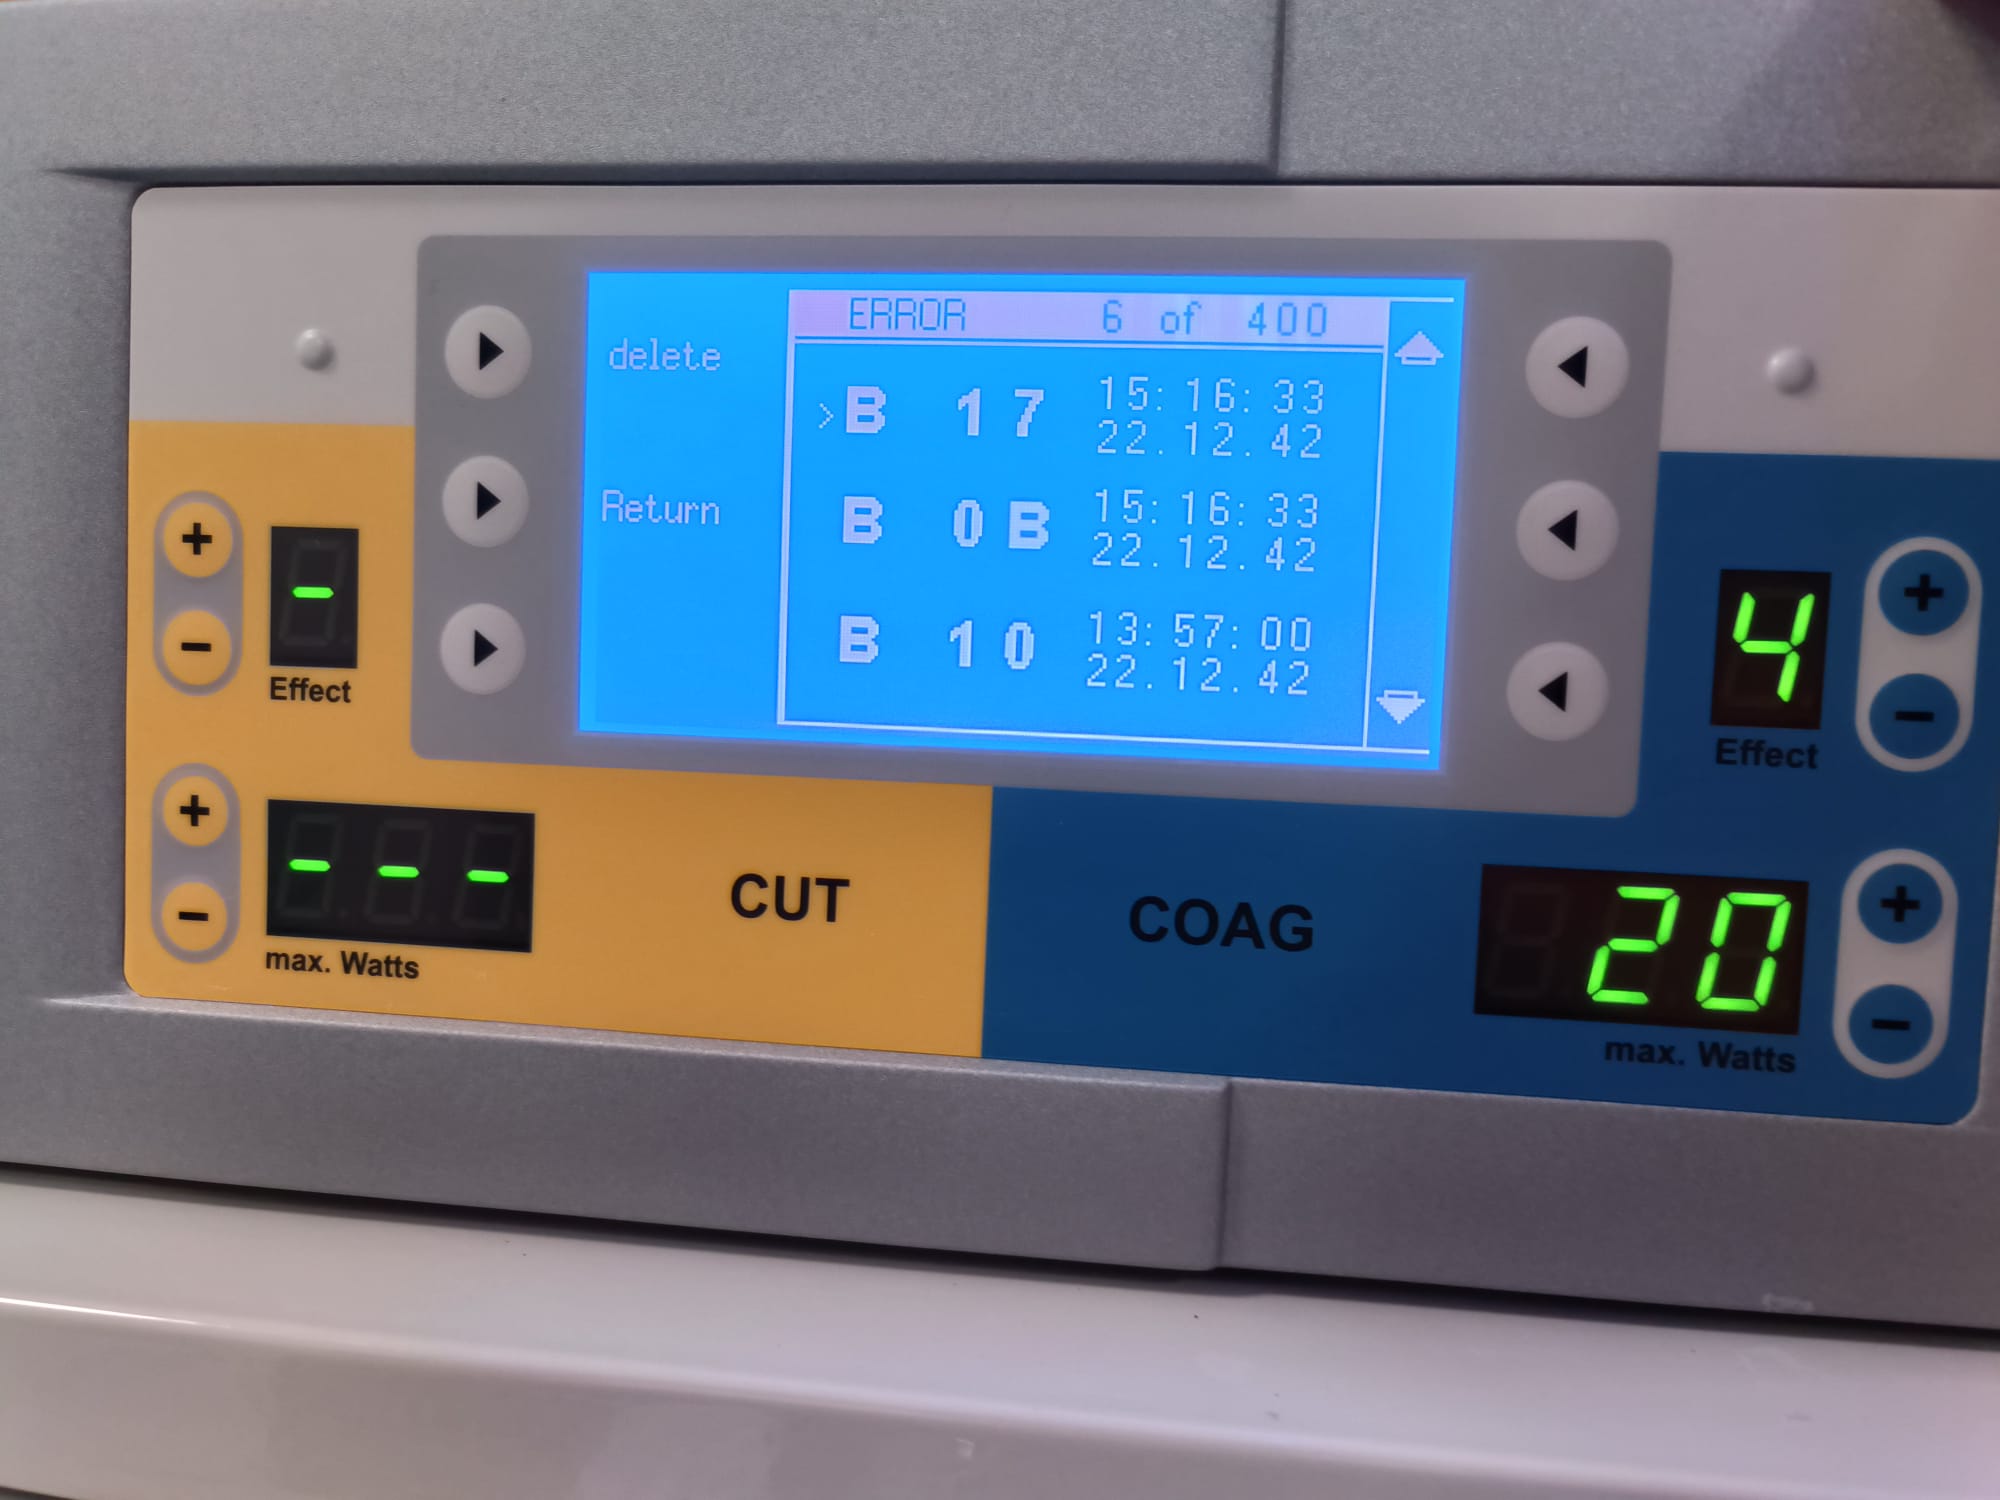 ERROR 6 of 400
delete
>B 17 15:16:33
22.12.42
Return
B 0B 15:16:33
22.12.42
B 10 13:57:00
22.12.42
+
-
-
Effect
+
-
---
max. Watts
CUT
COAG
4
+
-
Effect
20
+
-
max. Watts